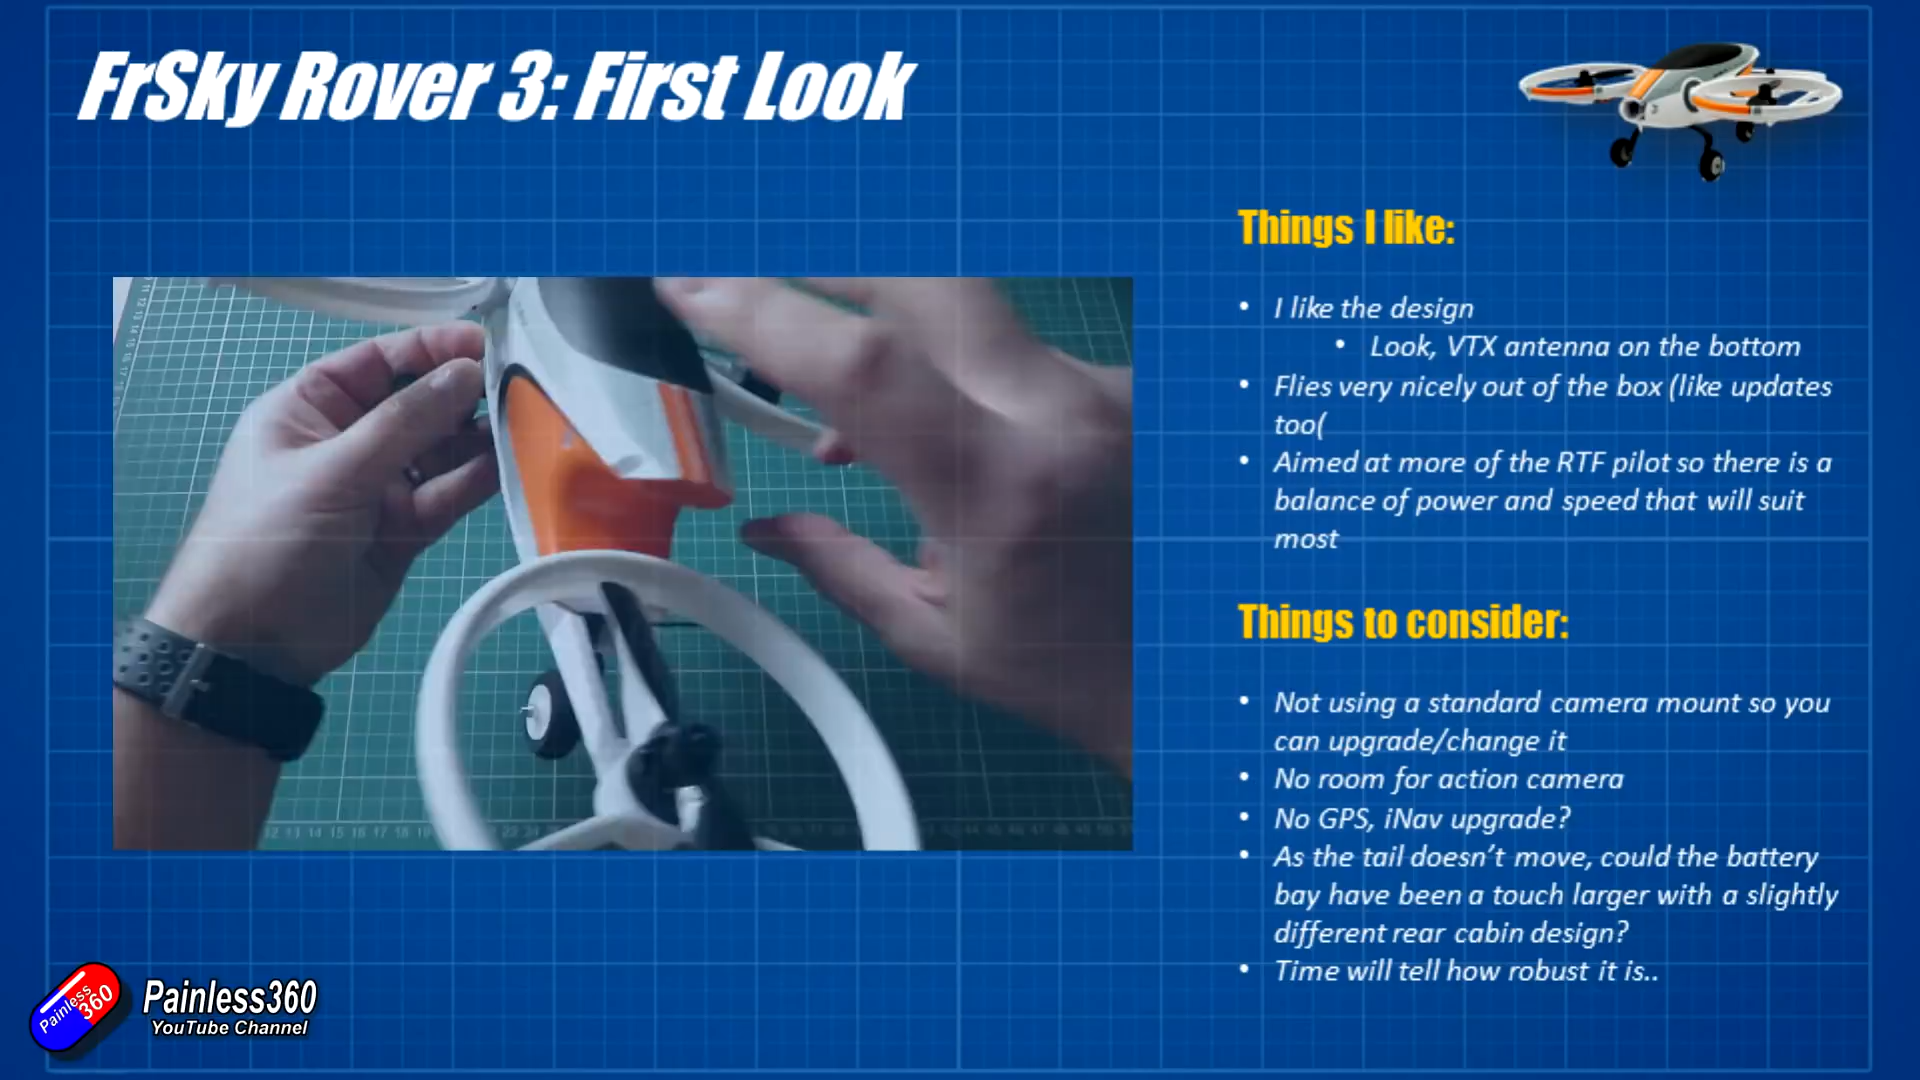 FrSky Rover 3: First Look
Things I like:
• I like the design
• Look, VTX antenna on the bottom
• Flies very nicely out of the box (like updates
too(
• Aimed at more of the RTF pilot so there is a
balance of power and speed that will suit
most
Things to consider:
• Not using a standard camera mount so you
can upgrade/change it
• No room for action camera
• No GPS, iNav upgrade?
• As the tail doesn't move, could the battery
bay have been a touch larger with a slightly
different rear cabin design?
• Time will tell how robust it is..
Painless
360
Painless360
YouTube Channel